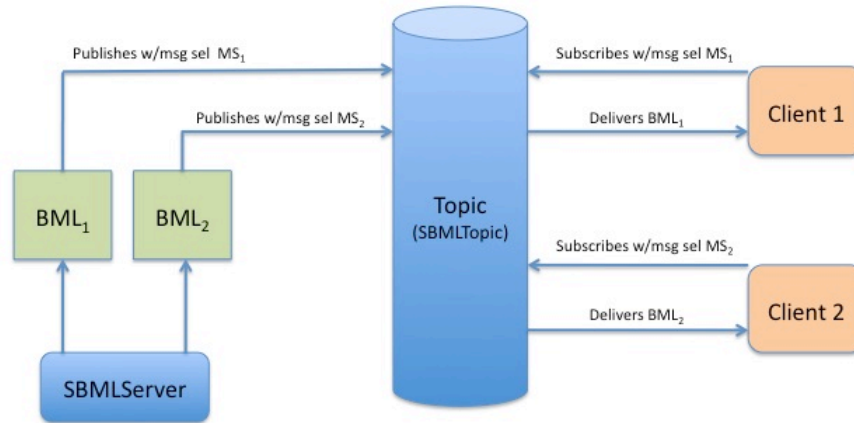 Publishes w/msg sel MS₁
Subscribes w/msg sel MS₁
Client 1
Publishes w/msg sel MS₂
Delivers BML₁
BML₁
BML₂
Topic
(SBMLTopic)
Subscribes w/msg sel MS₂
Client 2
Delivers BML₂
SBMLServer